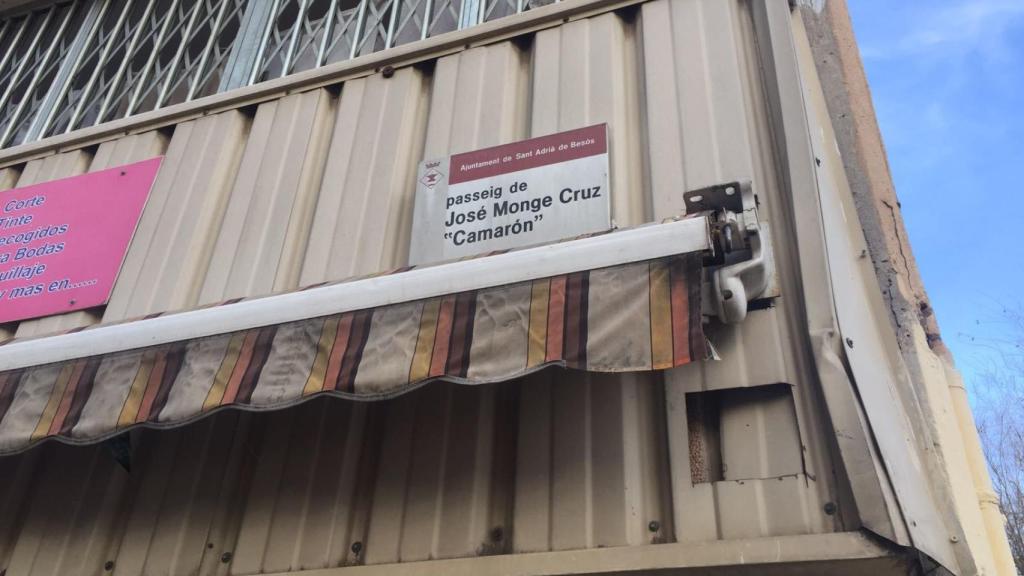 Corte
Tinte
Bodas
y mas en......
Ajuntament de Sant Adrià de Besòs
passeig de
José Monge Cruz
"Camarón"